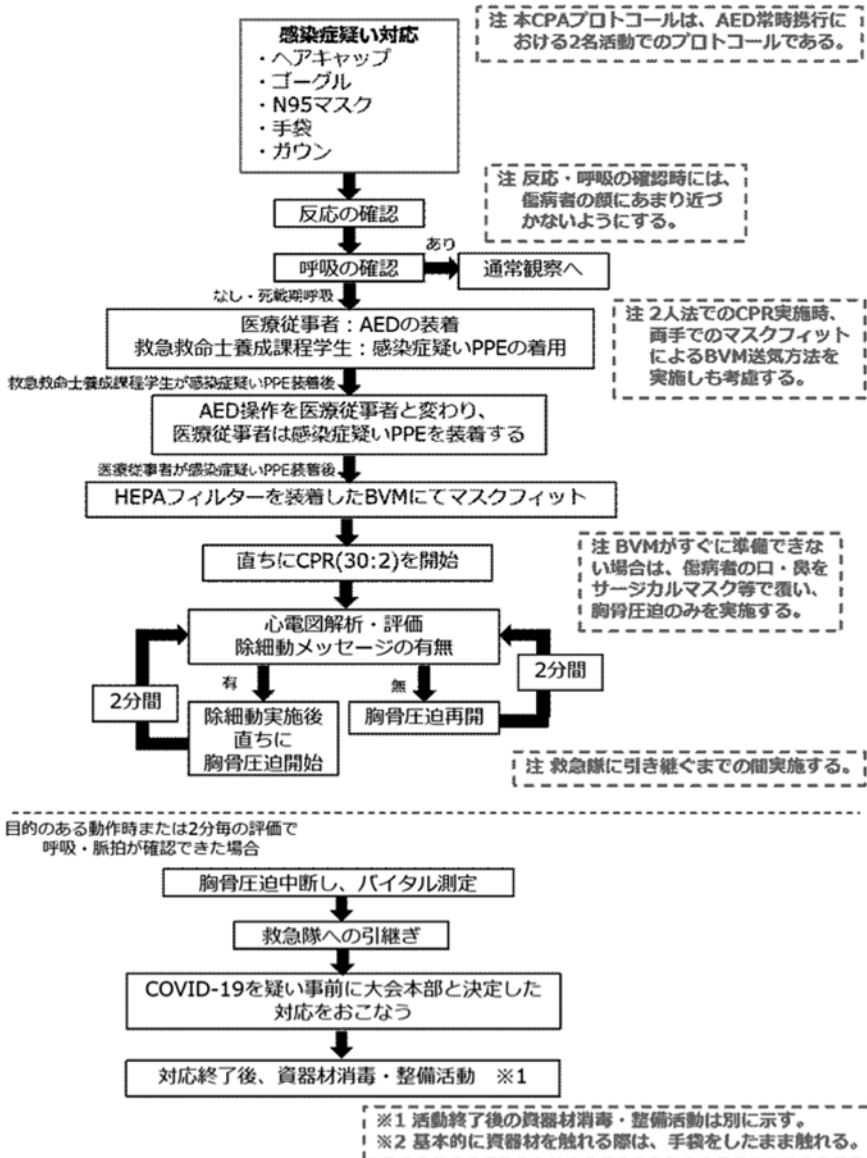 注 本CPAプロトコールは、AED常時携行に
おける2名活動でのプロトコールである。
感染症疑い対応
・ヘアキャップ
・ゴーグル
・N95マスク
・手袋
・ガウン
注 反応・呼吸の確認時には、
傷病者の顔にあまり近づ
かないようにする。
反応の確認
呼吸の確認
あり
通常観察へ
なし・死戦期呼吸
医療従事者：AEDの装着
救急救命士養成課程学生：感染症疑いPPEの着用
注 2人法でのCPR実施時、
両手でのマスクフィット
によるBVM送気方法を
実施しも考慮する。
救急救命士養成課程学生が感染症疑いPPE装着後
AED操作を医療従事者と変わり、
医療従事者は感染症疑いPPEを装着する
医療従事者が感染症疑いPPE装着後
HEPAフィルターを装着したBVMにてマスクフィット
直ちにCPR(30:2)を開始
注 BVMがすぐに準備できな
い場合は、傷病者の口・鼻を
サージカルマスク等で覆い、
胸骨圧迫のみを実施する。
心電図解析・評価
除細動メッセージの有無
2分間
有
無
2分間
除細動実施後
直ちに
胸骨圧迫開始
胸骨圧迫再開
注 救急隊に引き継ぐまでの間実施する。
目的のある動作時または2分毎の評価で
呼吸・脈拍が確認できた場合
胸骨圧迫中断し、バイタル測定
救急隊への引継ぎ
COVID-19を疑い事前に大会本部と決定した
対応をおこなう
対応終了後、資器材消毒・整備活動 ※1
※1 活動終了後の資器材消毒・整備活動は別に示す。
※2 基本的に資器材を触れる際は、手袋をしたまま触れる。